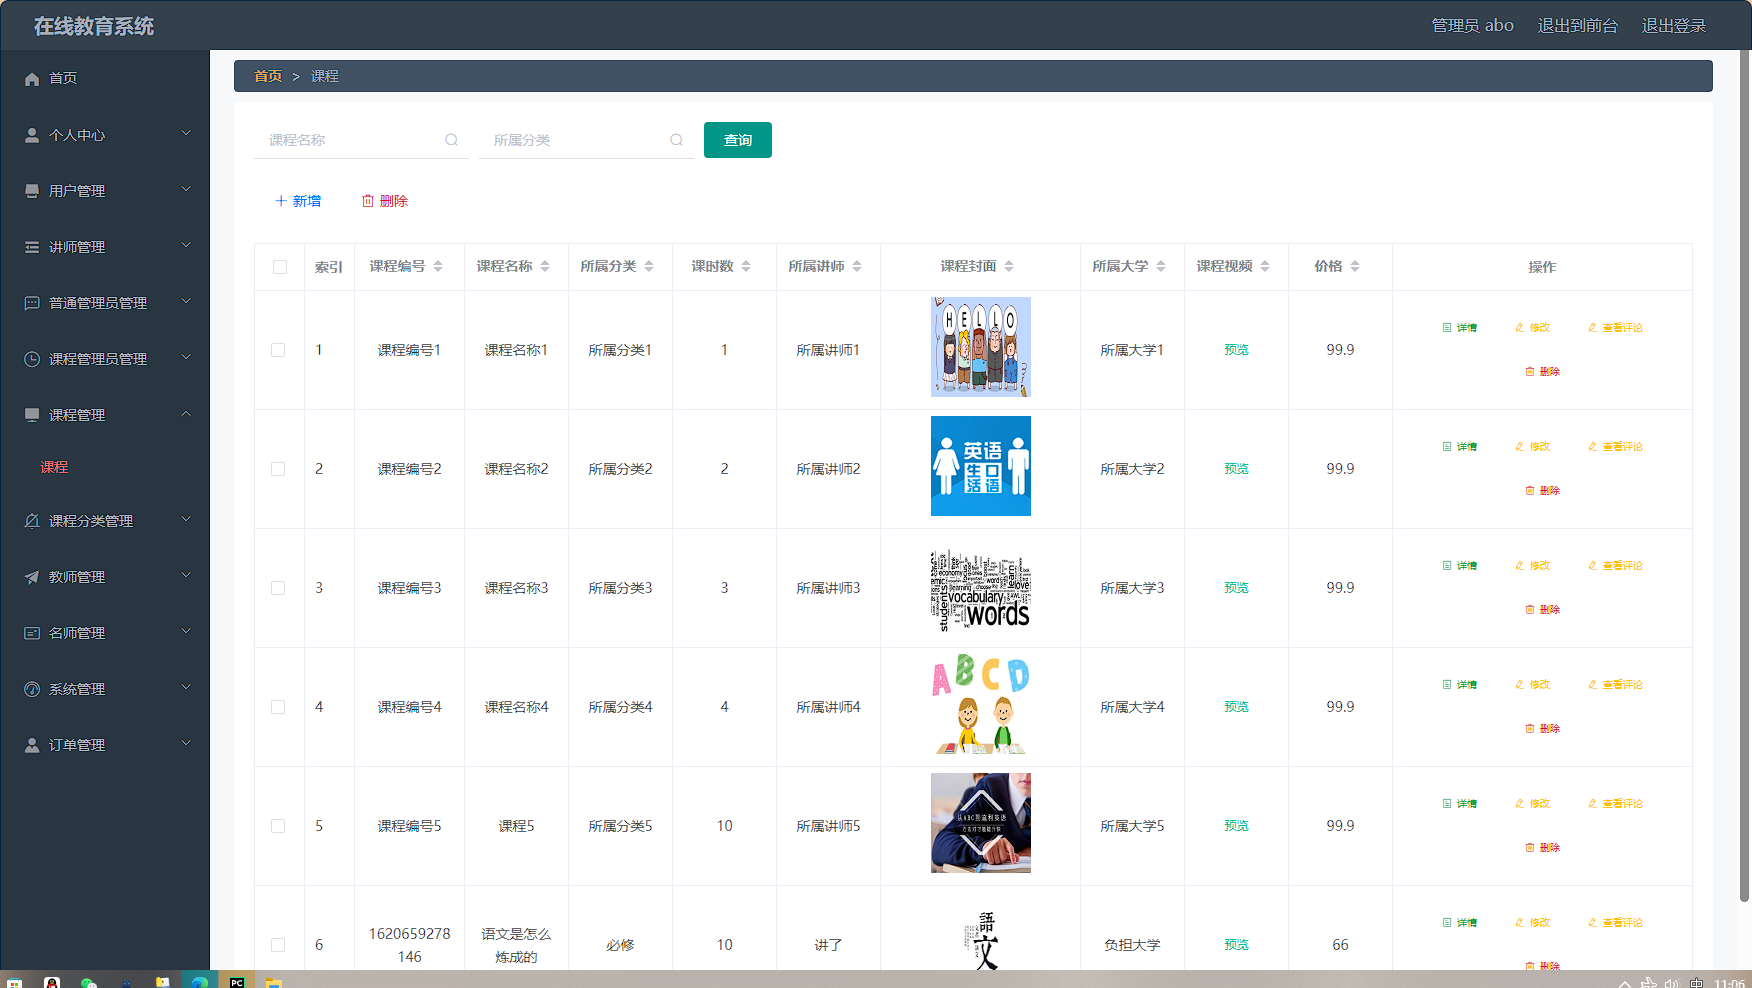 在线教育系统
管理员 abo 退出到前台 退出登录
首页
个人中心
用户管理
讲师管理
普通管理员管理
课程管理员管理
课程管理
课程
课程分类管理
教师管理
名师管理
系统管理
订单管理
首页 > 课程
课程名称 所属分类 查询
新增 删除
索引 课程编号 课程名称 所属分类 课时数 所属讲师 课程封面 所属大学 课程视频 价格 操作
HELLO
1 课程编号1 课程名称1 所属分类1 1 所属讲师1 所属大学1 预览 99.9 详情 修改 查看评论
删除
英语
生口
活语
2 课程编号2 课程名称2 所属分类2 2 所属讲师2 所属大学2 预览 99.9 详情 修改 查看评论
删除
learn
love
students
vocabulary
words
3 课程编号3 课程名称3 所属分类3 3 所属讲师3 所属大学3 预览 99.9 详情 修改 查看评论
删除
ABCD
4 课程编号4 课程名称4 所属分类4 4 所属讲师4 所属大学4 预览 99.9 详情 修改 查看评论
删除
从ABC到流利英语
5 课程编号5 课程5 所属分类5 10 所属讲师5 所属大学5 预览 99.9 详情 修改 查看评论
删除
語文
6 1620659278146 语文是怎么炼成的 必修 10 讲了 负担大学 预览 66 详情 修改 查看评论
删除
PC
中 11:06